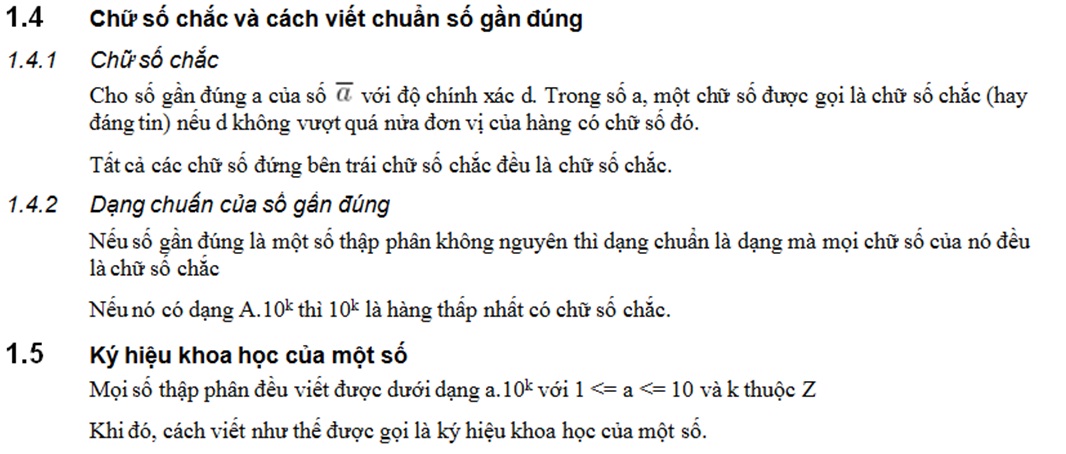 1.4 Chữ số chắc và cách viết chuẩn số gần đúng
1.4.1 Chữ số chắc
Cho số gần đúng a của số a̅ với độ chính xác d. Trong số a, một chữ số được gọi là chữ số chắc (hay
đáng tin) nếu d không vượt quá nửa đơn vị của hàng có chữ số đó.
Tất cả các chữ số đứng bên trái chữ số chắc đều là chữ số chắc.
1.4.2 Dạng chuấn của số gần đúng
Nếu số gần đúng là một số thập phân không nguyên thì dạng chuẩn là dạng mà mọi chữ số của nó đều
là chữ số chắc
Nếu nó có dạng A.10ᵏ thì 10ᵏ là hàng thấp nhất có chữ số chắc.
1.5 Ký hiệu khoa học của một số
Mọi số thập phân đều viết được dưới dạng a.10ᵏ với 1 <= a <= 10 và k thuộc Z
Khi đó, cách viết như thế được gọi là ký hiệu khoa học của một số.